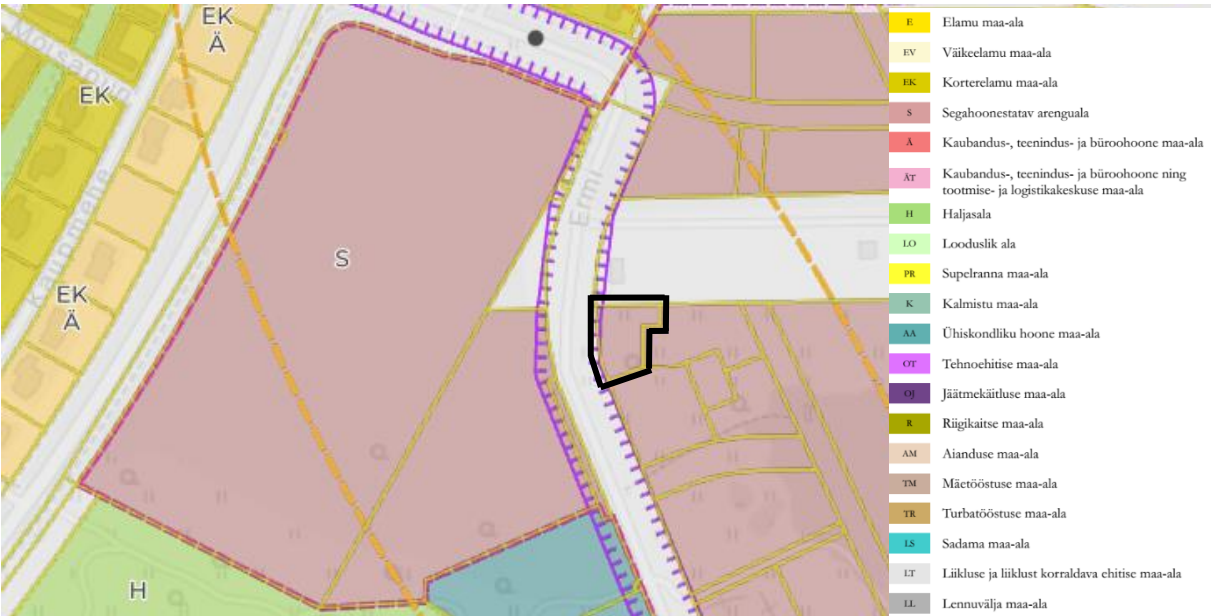 EK
Ä
Moisapuu
EK
Kaupmehe
EK
Ä
S
Ermi
H
E Elamu maa-ala
EV Väikeelamu maa-ala
EK Korterelamu maa-ala
S Segahoonestatav arenguala
Ä Kaubandus-, teenindus- ja büroohoone maa-ala
ÄT Kaubandus-, teenindus- ja büroohoone ning
tootmise- ja logistikakeskuse maa-ala
H Haljasala
LO Looduslik ala
PR Supelranna maa-ala
K Kalmistu maa-ala
AA Ühiskondliku hoone maa-ala
OT Tehnoehitise maa-ala
OJ Jäätmekäitluse maa-ala
R Riigikaitse maa-ala
AM Aianduse maa-ala
TM Mäetööstuse maa-ala
TR Turbatööstuse maa-ala
LS Sadama maa-ala
LT Liikluse ja liiklust korraldava ehitise maa-ala
LL Lennuvälja maa-ala